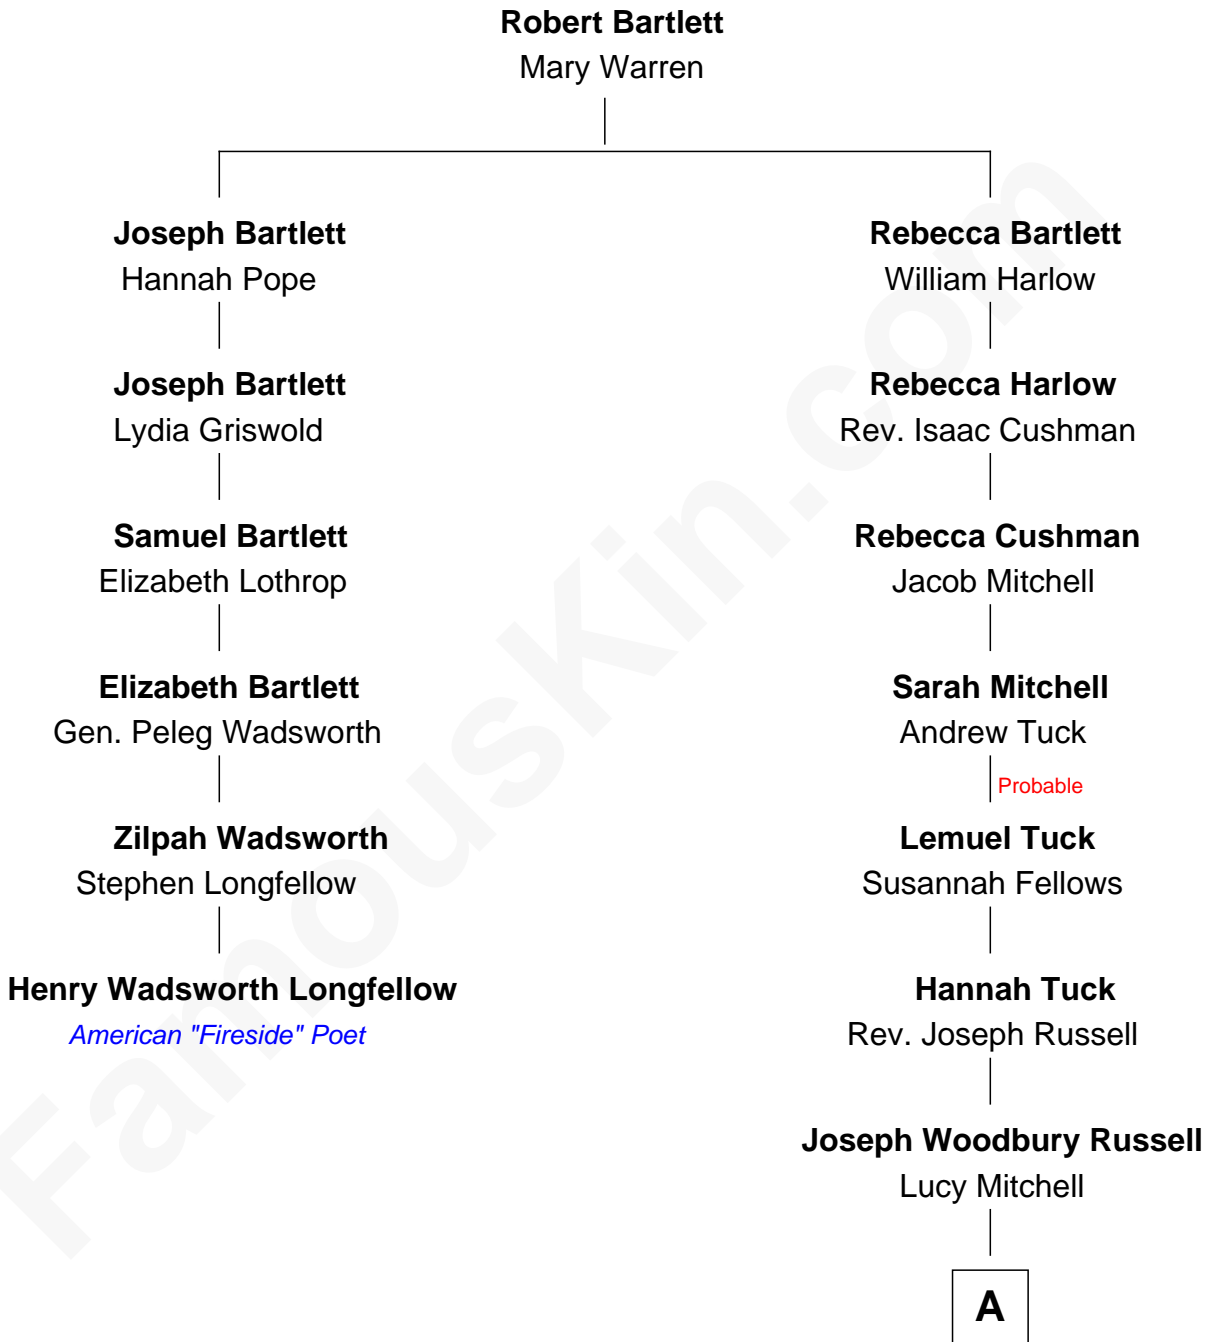 Robert Bartlett
Mary Warren
Joseph Bartlett
Hannah Pope
Joseph Bartlett
Lydia Griswold
Samuel Bartlett
Elizabeth Lothrop
Elizabeth Bartlett
Gen. Peleg Wadsworth
Zilpah Wadsworth
Stephen Longfellow
Henry Wadsworth Longfellow
American "Fireside" Poet
Rebecca Bartlett
William Harlow
Rebecca Harlow
Rev. Isaac Cushman
Rebecca Cushman
Jacob Mitchell
Sarah Mitchell
Andrew Tuck
Probable
Lemuel Tuck
Susannah Fellows
Hannah Tuck
Rev. Joseph Russell
Joseph Woodbury Russell
Lucy Mitchell
A
FamousKin.com